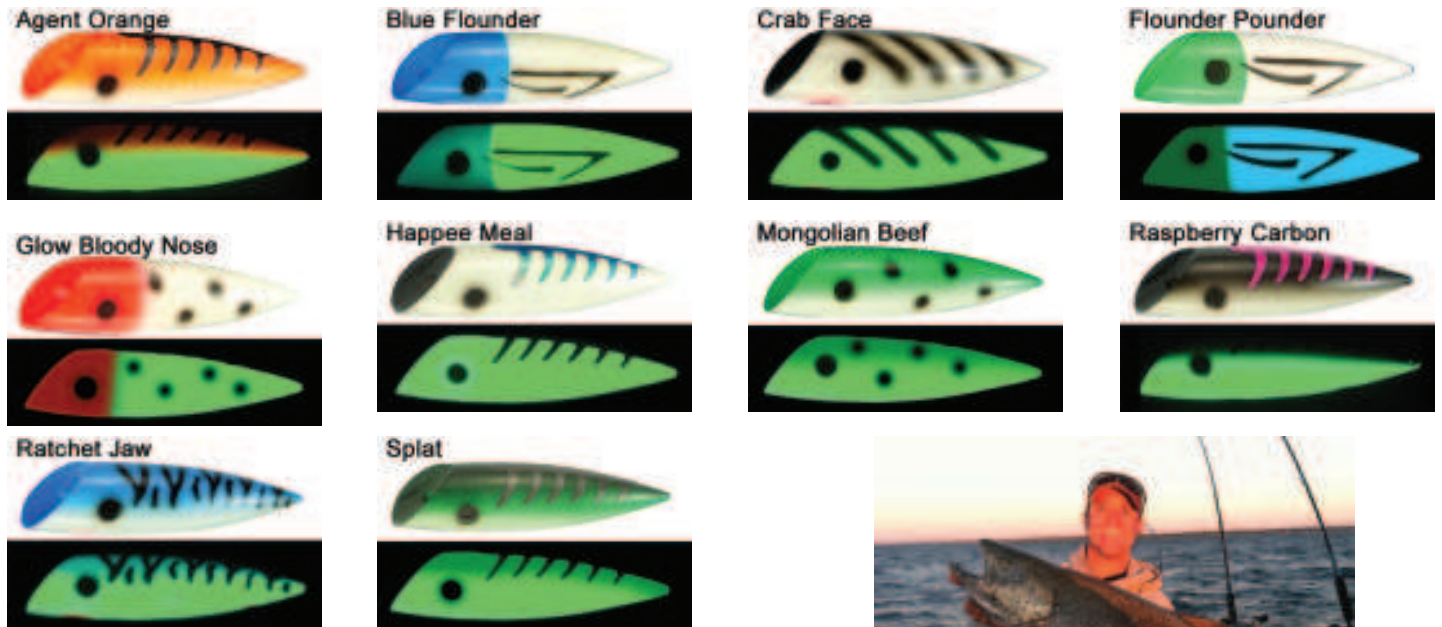 Agent Orange
Blue Flounder
Crab Face
Flounder Pounder
Glow Bloody Nose
Happee Meal
Mongolian Beef
Raspberry Carbon
Ratchet Jaw
Splat